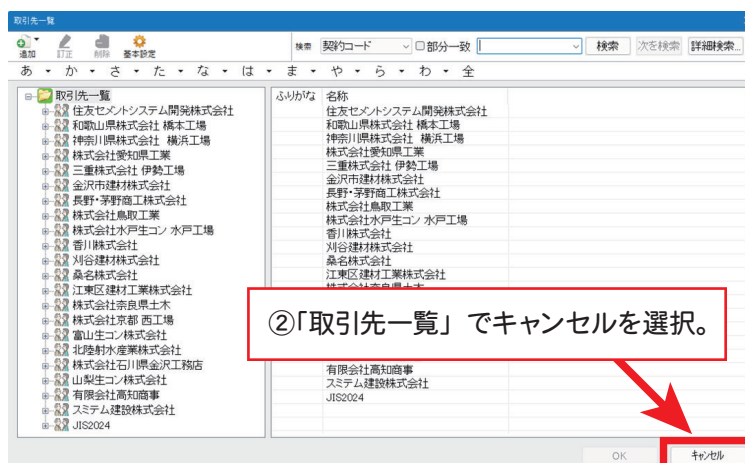 取引先一覧
追加 訂正 削除 基本設定 検索 契約コード 部分一致 検索 次を検索 詳細検索...
あ ・ か ・ さ ・ た ・ な ・ は ・ ま ・ や ・ ら ・ わ ・ 全
取引先一覧
住友セメントシステム開発株式会社
和歌山県株式会社 橋本工場
神奈川県株式会社 横浜工場
株式会社愛知県工業
三重株式会社 伊勢工場
金沢市建材株式会社
長野・茅野商工株式会社
株式会社鳥取工業
株式会社水戸生コン 水戸工場
香川株式会社
刈谷建材株式会社
桑名株式会社
江東区建材工業株式会社
株式会社奈良県土木
株式会社京都 西工場
富山生コン株式会社
北陸射水産業株式会社
株式会社石川県金沢工務店
山梨生コン株式会社
有限会社高知商事
スミテム建設株式会社
JIS2024
ふりがな 名称
住友セメントシステム開発株式会社
和歌山県株式会社 橋本工場
神奈川県株式会社 横浜工場
株式会社愛知県工業
三重株式会社 伊勢工場
金沢市建材株式会社
長野・茅野商工株式会社
株式会社鳥取工業
株式会社水戸生コン 水戸工場
香川株式会社
刈谷建材株式会社
桑名株式会社
江東区建材工業株式会社
株式会社奈良県土木
②「取引先一覧」でキャンセルを選択。
有限会社高知商事
スミテム建設株式会社
JIS2024
OK キャンセル